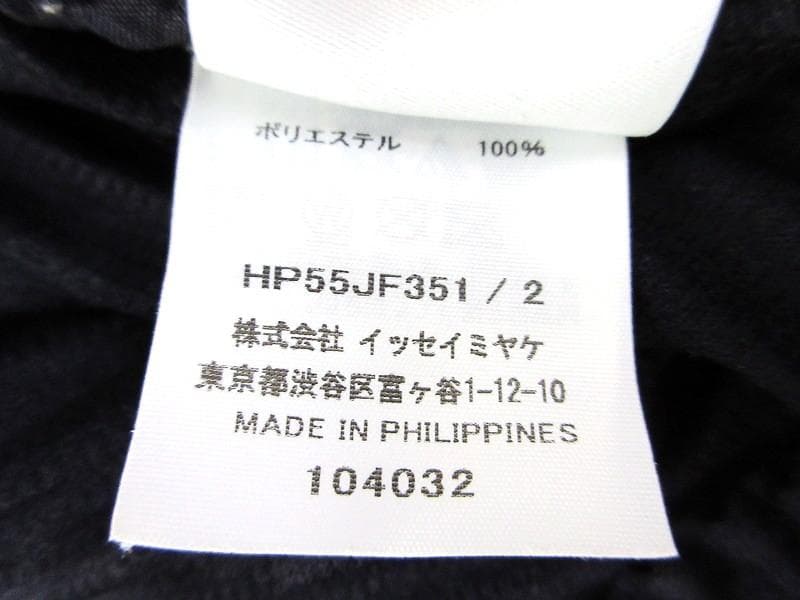 ポリエステル 100%
HP55JF351 / 2
株式会社 イッセイミヤケ
東京都渋谷区富ヶ谷1-12-10
MADE IN PHILIPPINES
104032